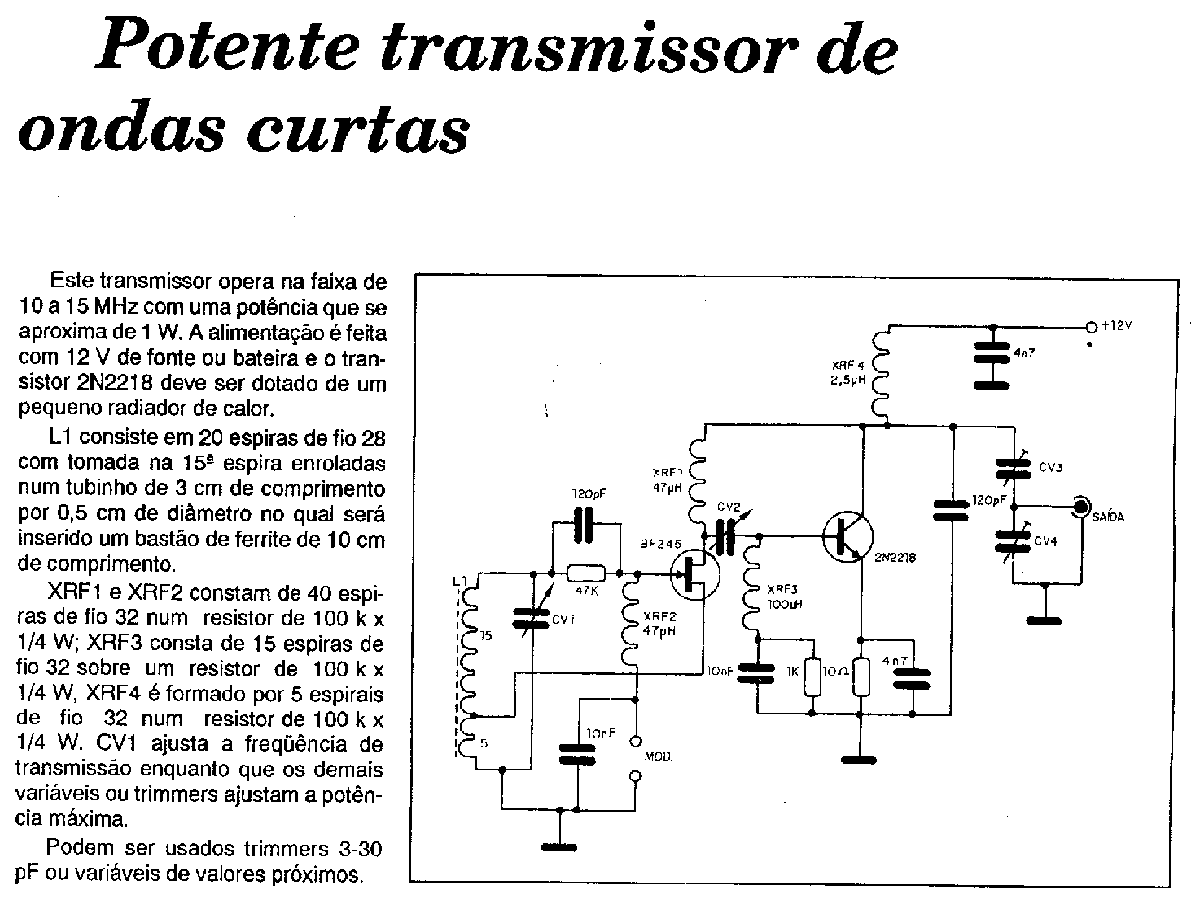 Potente transmissor de
ondas curtas
Este transmissor opera na faixa de
10 a 15 MHz com uma potência que se
aproxima de 1 W. A alimentação é feita
com 12 V de fonte ou bateira e o tran-
sistor 2N2218 deve ser dotado de um
pequeno radiador de calor.
L1 consiste em 20 espiras de fio 28
com tomada na 15ª espira enroladas
num tubinho de 3 cm de comprimento
por 0,5 cm de diâmetro no qual será
inserido um bastão de ferrite de 10 cm
de comprimento.
XRF1 e XRF2 constam de 40 espi-
ras de fio 32 num resistor de 100 k x
1/4 W; XRF3 consta de 15 espiras de
fio 32 sobre um resistor de 100 k x
1/4 W, XRF4 é formado por 5 espirais
de fio 32 num resistor de 100 k x
1/4 W. CV1 ajusta a freqüência de
transmissão enquanto que os demais
variáveis ou trimmers ajustam a potên-
cia máxima.
Podem ser usados trimmers 3-30
pF ou variáveis de valores próximos.
+12V
4n7
XRF4
2,5µH
XRF1
47µH
120pF
CV2
CV3
120pF
SAÍDA
BF245
2N2218
CV4
L1
47K
CV1
XRF2
47µH
XRF3
100uH
15
10nF
1K
10Ω
4n7
5
10nF
MOD.